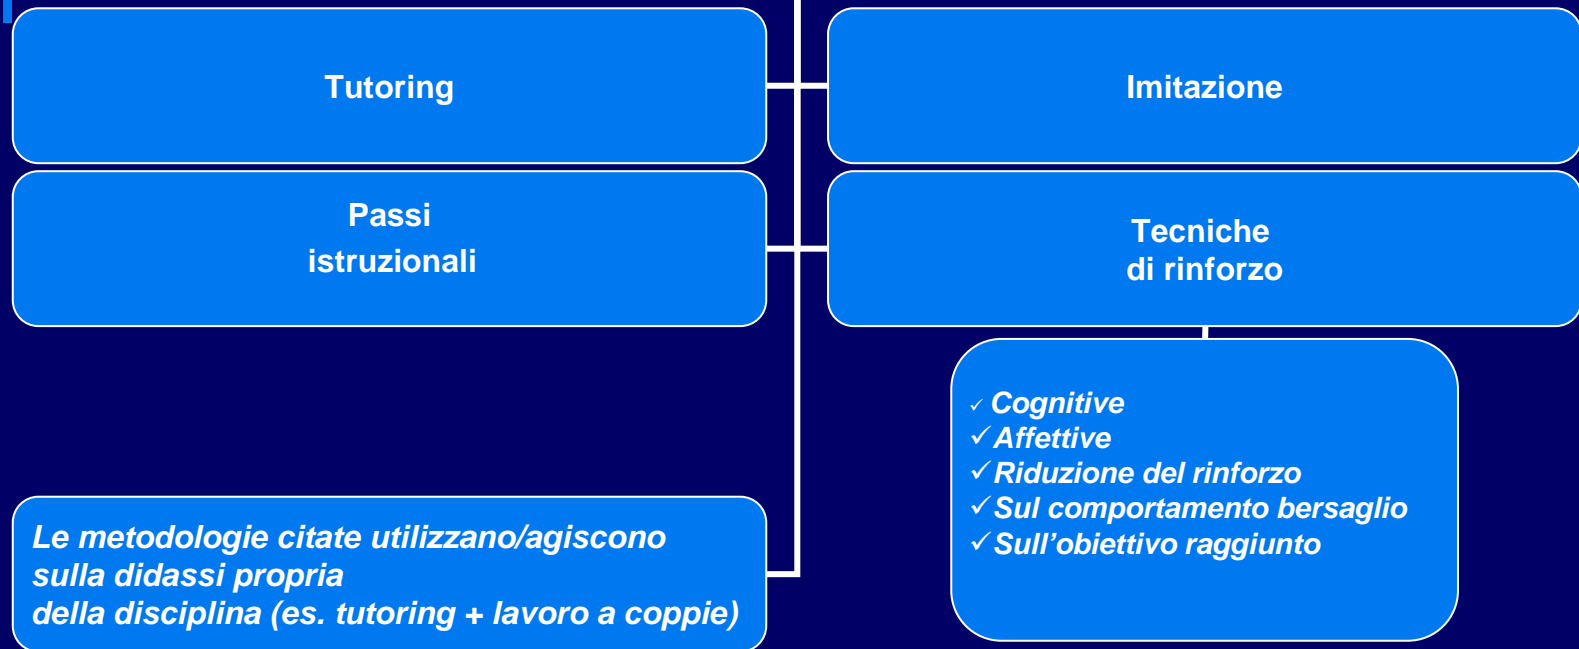 Tutoring
Imitazione
Passi
istruzionali
Tecniche
di rinforzo
✓ Cognitive
✓ Affettive
✓ Riduzione del rinforzo
✓ Sul comportamento bersaglio
✓ Sull’obiettivo raggiunto
Le metodologie citate utilizzano/agiscono
sulla didassi propria
della disciplina (es. tutoring + lavoro a coppie)